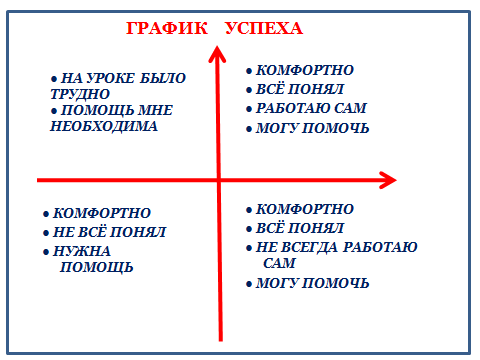 ГРАФИК УСПЕХА
● НА УРОКЕ БЫЛО
ТРУДНО
● ПОМОЩЬ МНЕ
НЕОБХОДИМА
● КОМФОРТНО
● ВСЁ ПОНЯЛ
● РАБОТАЮ САМ
● МОГУ ПОМОЧЬ
● КОМФОРТНО
● НЕ ВСЁ ПОНЯЛ
● НУЖНА
ПОМОЩЬ
● КОМФОРТНО
● ВСЁ ПОНЯЛ
● НЕ ВСЕГДА РАБОТАЮ
САМ
● МОГУ ПОМОЧЬ